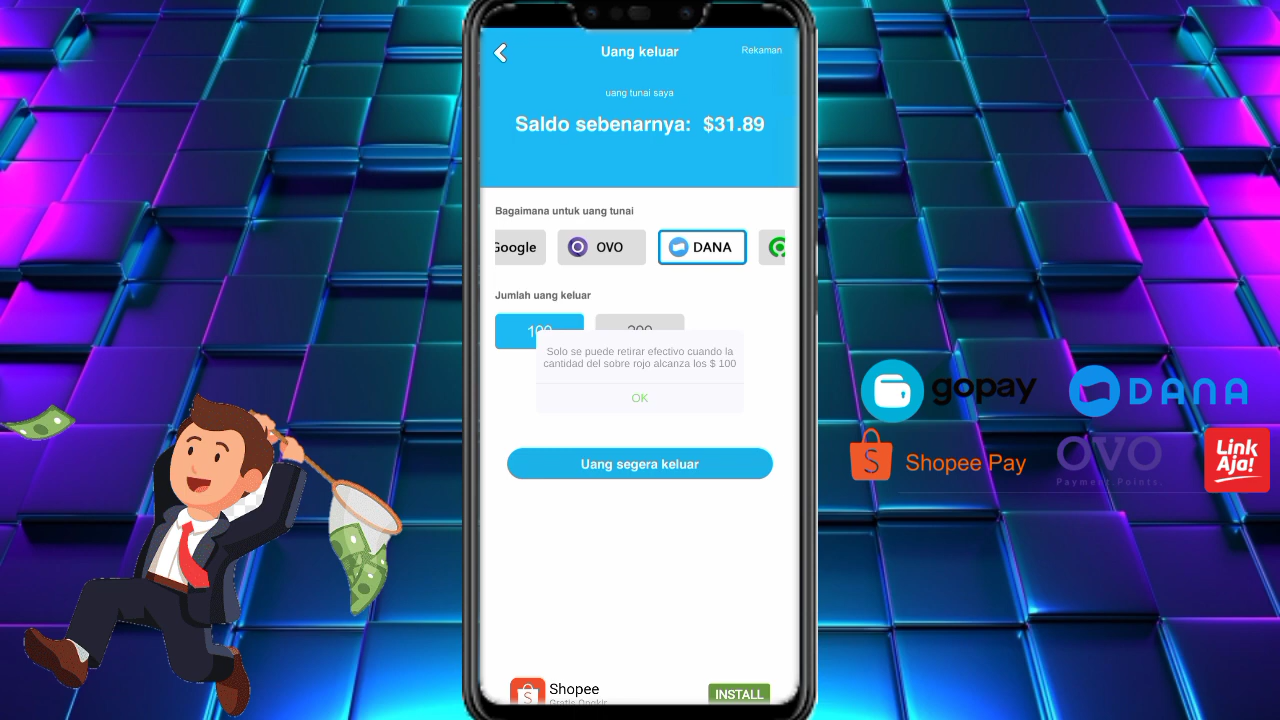 Uang keluar
Rekaman
uang tunai saya
Saldo sebenarnya: $31.89
Bagaimana untuk uang tunai
Google
OVO
DANA
Jumlah uang keluar
100
200
Solo se puede retirar efectivo cuando la
cantidad del sobre rojo alcanza los $ 100
OK
Uang segera keluar
Shopee
Gratis Ongkir
INSTALL
gopay
DANA
Shopee Pay
OVO
Payment.Points.
Link
Aja!